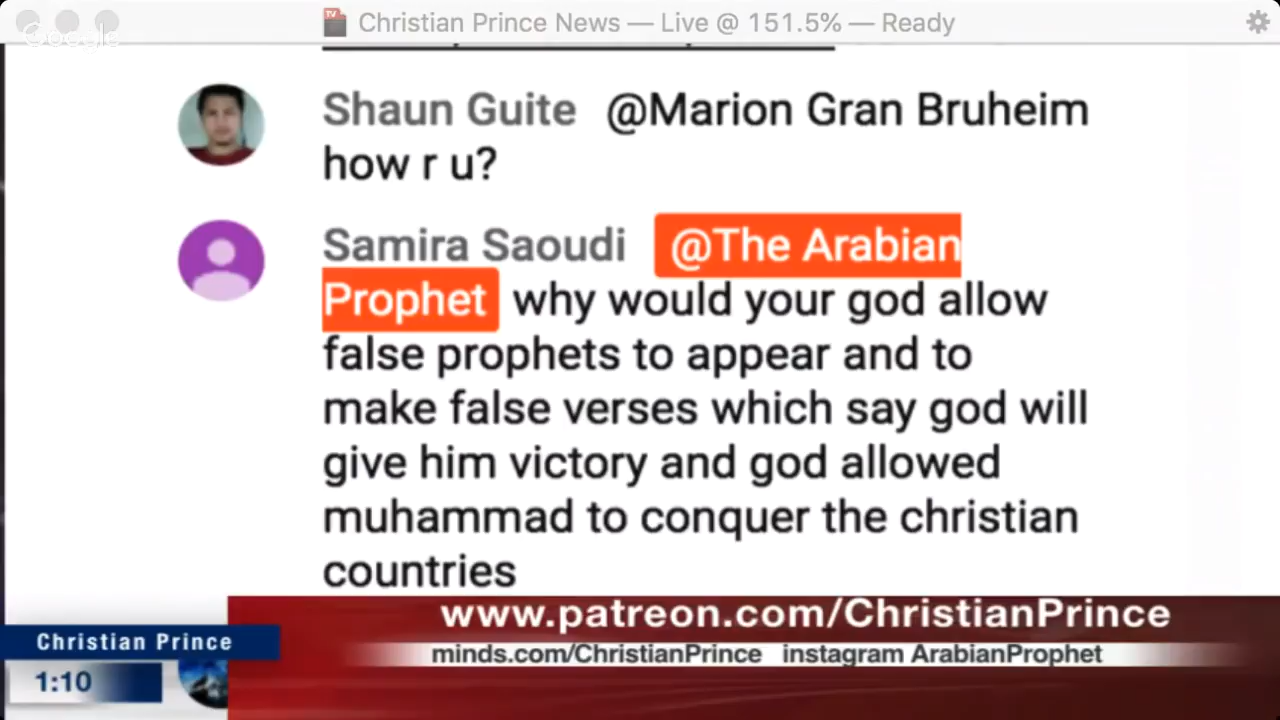 Christian Prince News — Live @ 151.5% — Ready
Google
Shaun Guite @Marion Gran Bruheim
how r u?
Samira Saoudi @The Arabian
Prophet why would your god allow
false prophets to appear and to
make false verses which say god will
give him victory and god allowed
muhammad to conquer the christian
countries
www.patreon.com/ChristianPrince
Christian Prince
minds.com/ChristianPrince instagram ArabianProphet
1:10